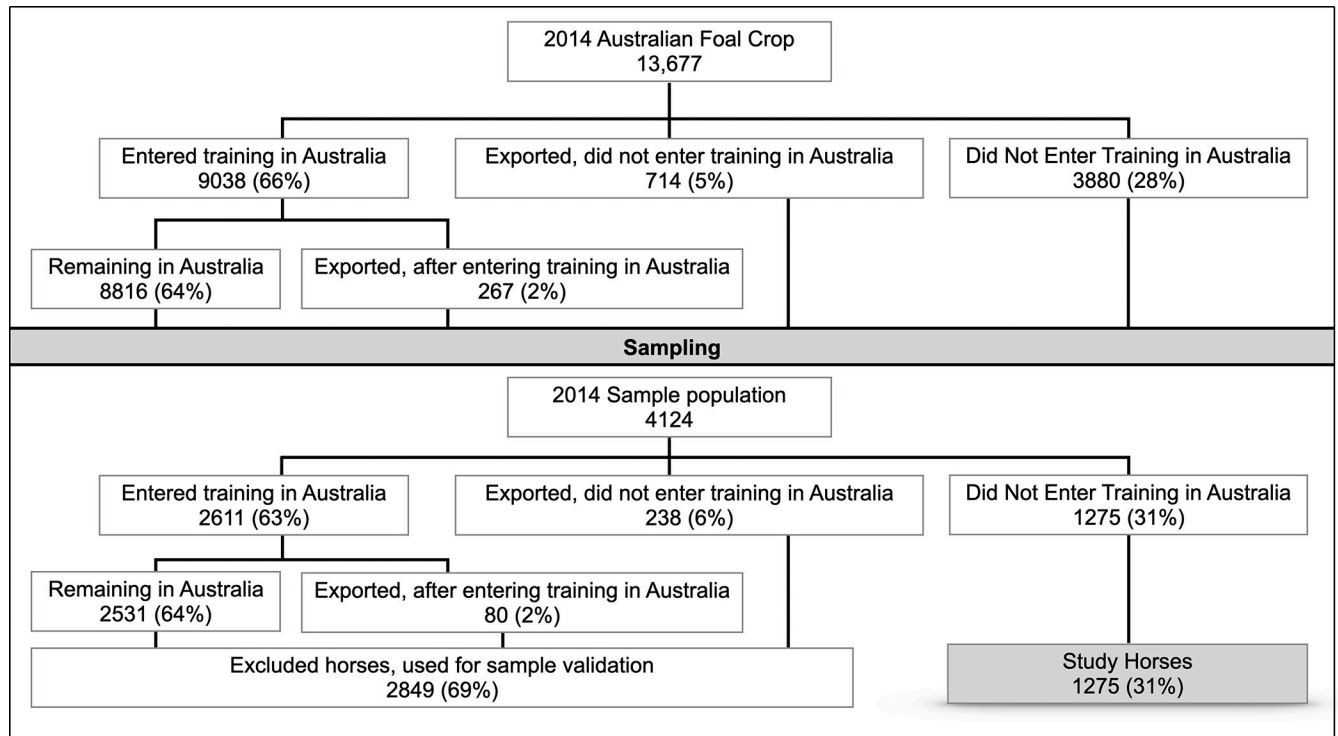 2014 Australian Foal Crop
13,677
Entered training in Australia
9038 (66%)
Exported, did not enter training in Australia
714 (5%)
Did Not Enter Training in Australia
3880 (28%)
Remaining in Australia
8816 (64%)
Exported, after entering training in Australia
267 (2%)
Sampling
2014 Sample population
4124
Entered training in Australia
2611 (63%)
Exported, did not enter training in Australia
238 (6%)
Did Not Enter Training in Australia
1275 (31%)
Remaining in Australia
2531 (64%)
Exported, after entering training in Australia
80 (2%)
Excluded horses, used for sample validation
2849 (69%)
Study Horses
1275 (31%)